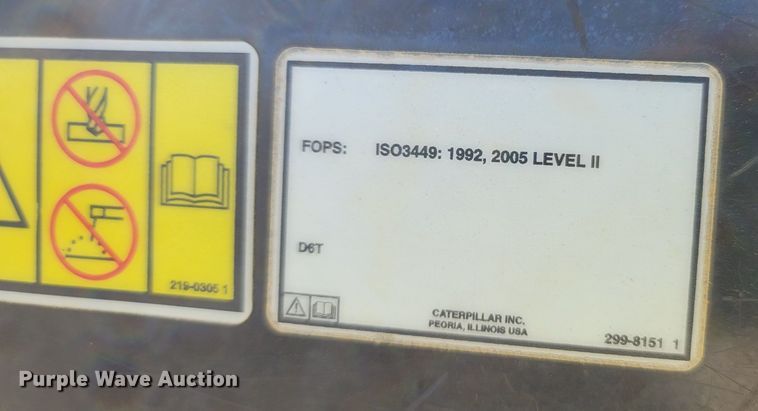 219-0305 1
FOPS: ISO3449: 1992, 2005 LEVEL II
D6T
CATERPILLAR INC.
PEORIA, ILLINOIS USA
299-8151 1
Purple Wave Auction